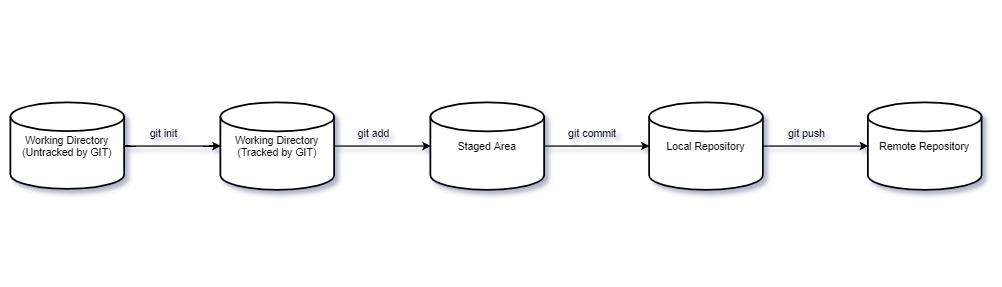 Working Directory
(Untracked by GIT)
git init
Working Directory
(Tracked by GIT)
git add
Staged Area
git commit
Local Repository
git push
Remote Repository